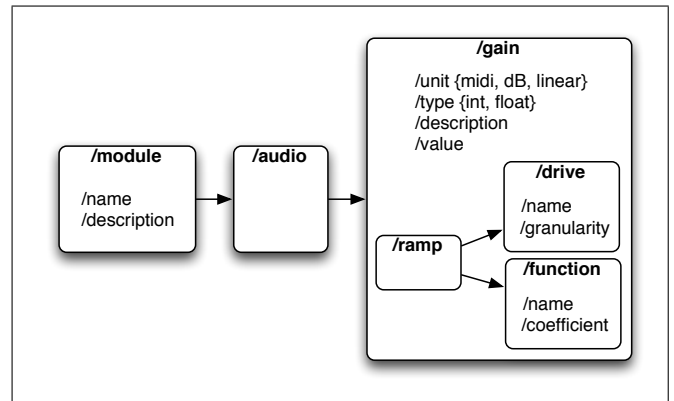 /module
/name
/description
/audio
/gain
/unit {midi, dB, linear}
/type {int, float}
/description
/value
/ramp
/drive
/name
/granularity
/function
/name
/coefficient